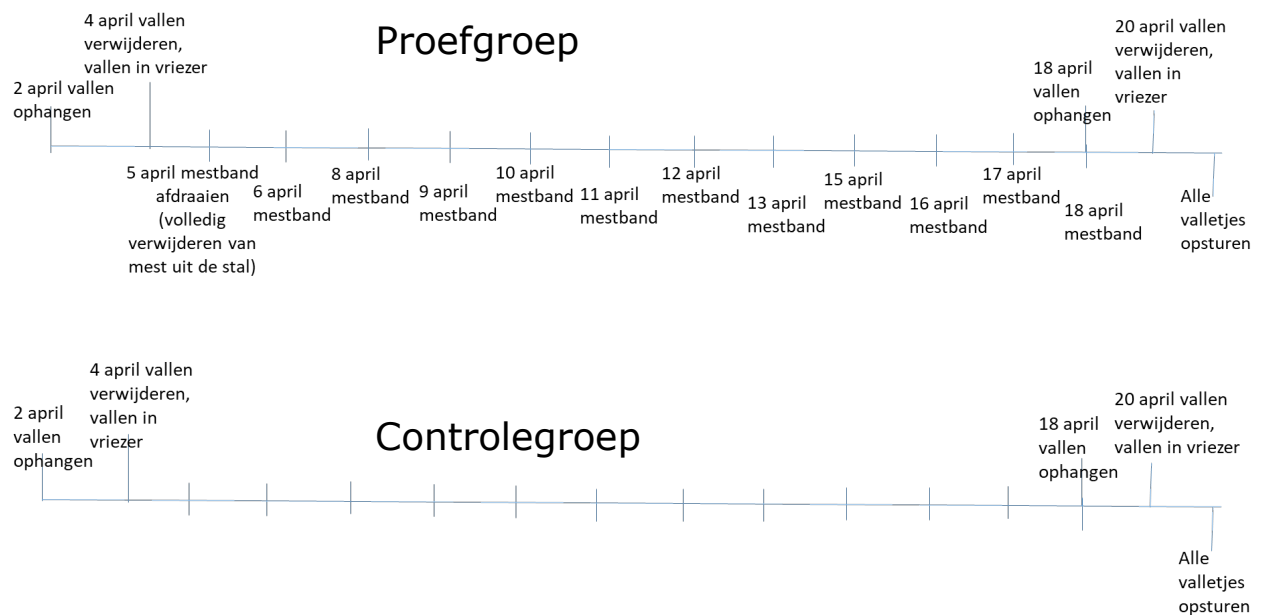 Proefgroep
2 april vallen
ophangen
4 april vallen
verwijderen,
vallen in vriezer
5 april mestband
afdraaien
(volledig
verwijderen van
mest uit de stal)
6 april
mestband
8 april
mestband
9 april
mestband
10 april
mestband
11 april
mestband
12 april
mestband
13 april
mestband
15 april
mestband
16 april
mestband
17 april
mestband
18 april
vallen
ophangen
18 april
mestband
20 april vallen
verwijderen,
vallen in
vriezer
Alle
valletjes
opsturen
Controlegroep
2 april
vallen
ophangen
4 april vallen
verwijderen,
vallen in
vriezer
18 april
vallen
ophangen
20 april vallen
verwijderen,
vallen in vriezer
Alle
valletjes
opsturen